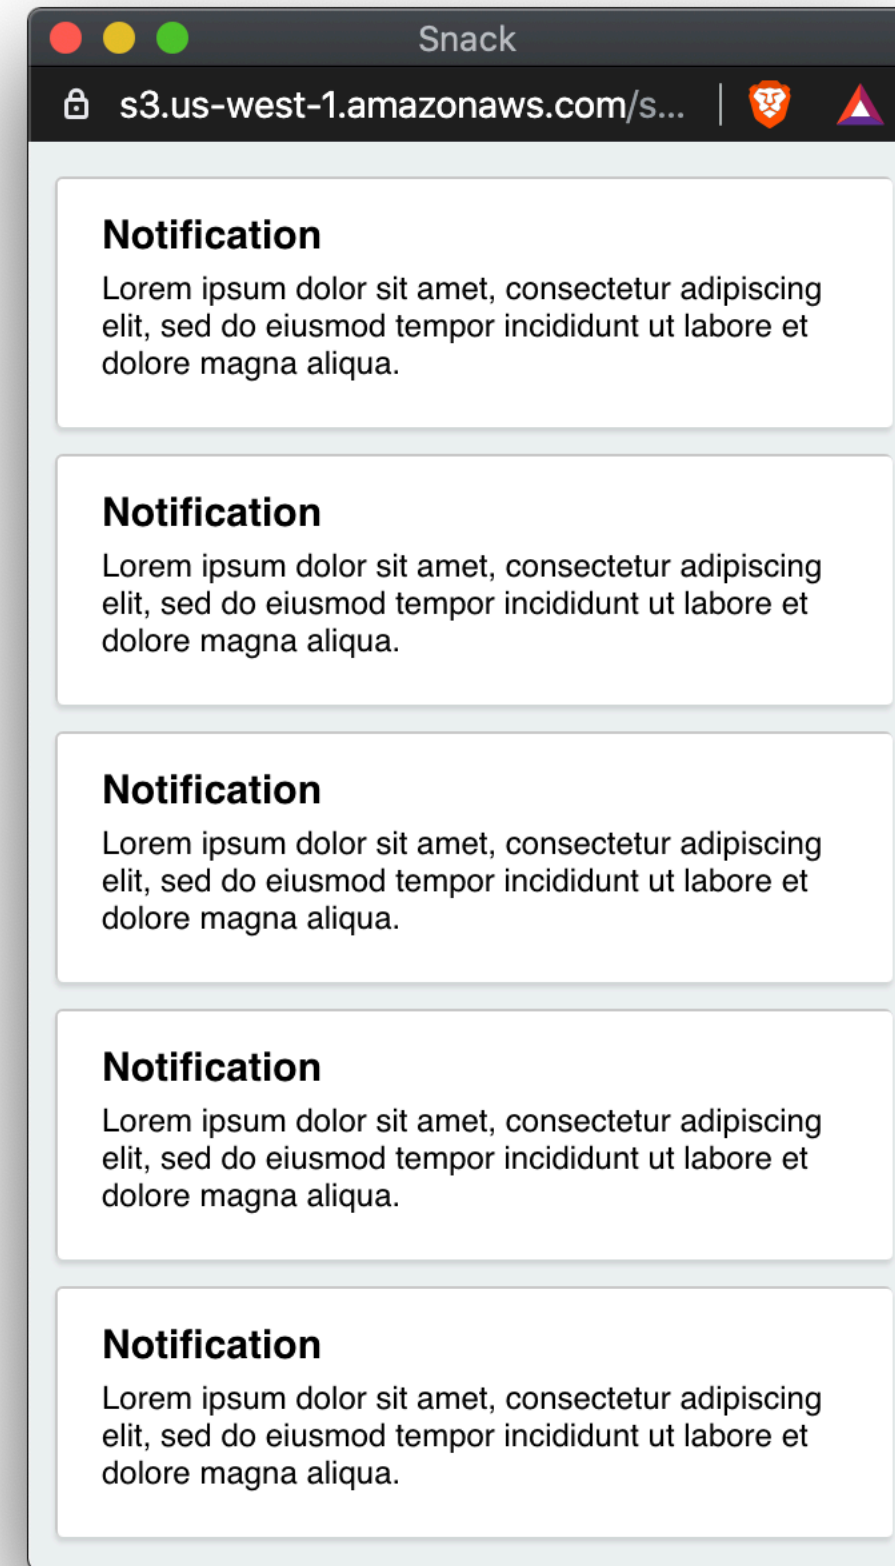 Snack
s3.us-west-1.amazonaws.com/s...
Notification
Lorem ipsum dolor sit amet, consectetur adipiscing
elit, sed do eiusmod tempor incididunt ut labore et
dolore magna aliqua.
Notification
Lorem ipsum dolor sit amet, consectetur adipiscing
elit, sed do eiusmod tempor incididunt ut labore et
dolore magna aliqua.
Notification
Lorem ipsum dolor sit amet, consectetur adipiscing
elit, sed do eiusmod tempor incididunt ut labore et
dolore magna aliqua.
Notification
Lorem ipsum dolor sit amet, consectetur adipiscing
elit, sed do eiusmod tempor incididunt ut labore et
dolore magna aliqua.
Notification
Lorem ipsum dolor sit amet, consectetur adipiscing
elit, sed do eiusmod tempor incididunt ut labore et
dolore magna aliqua.